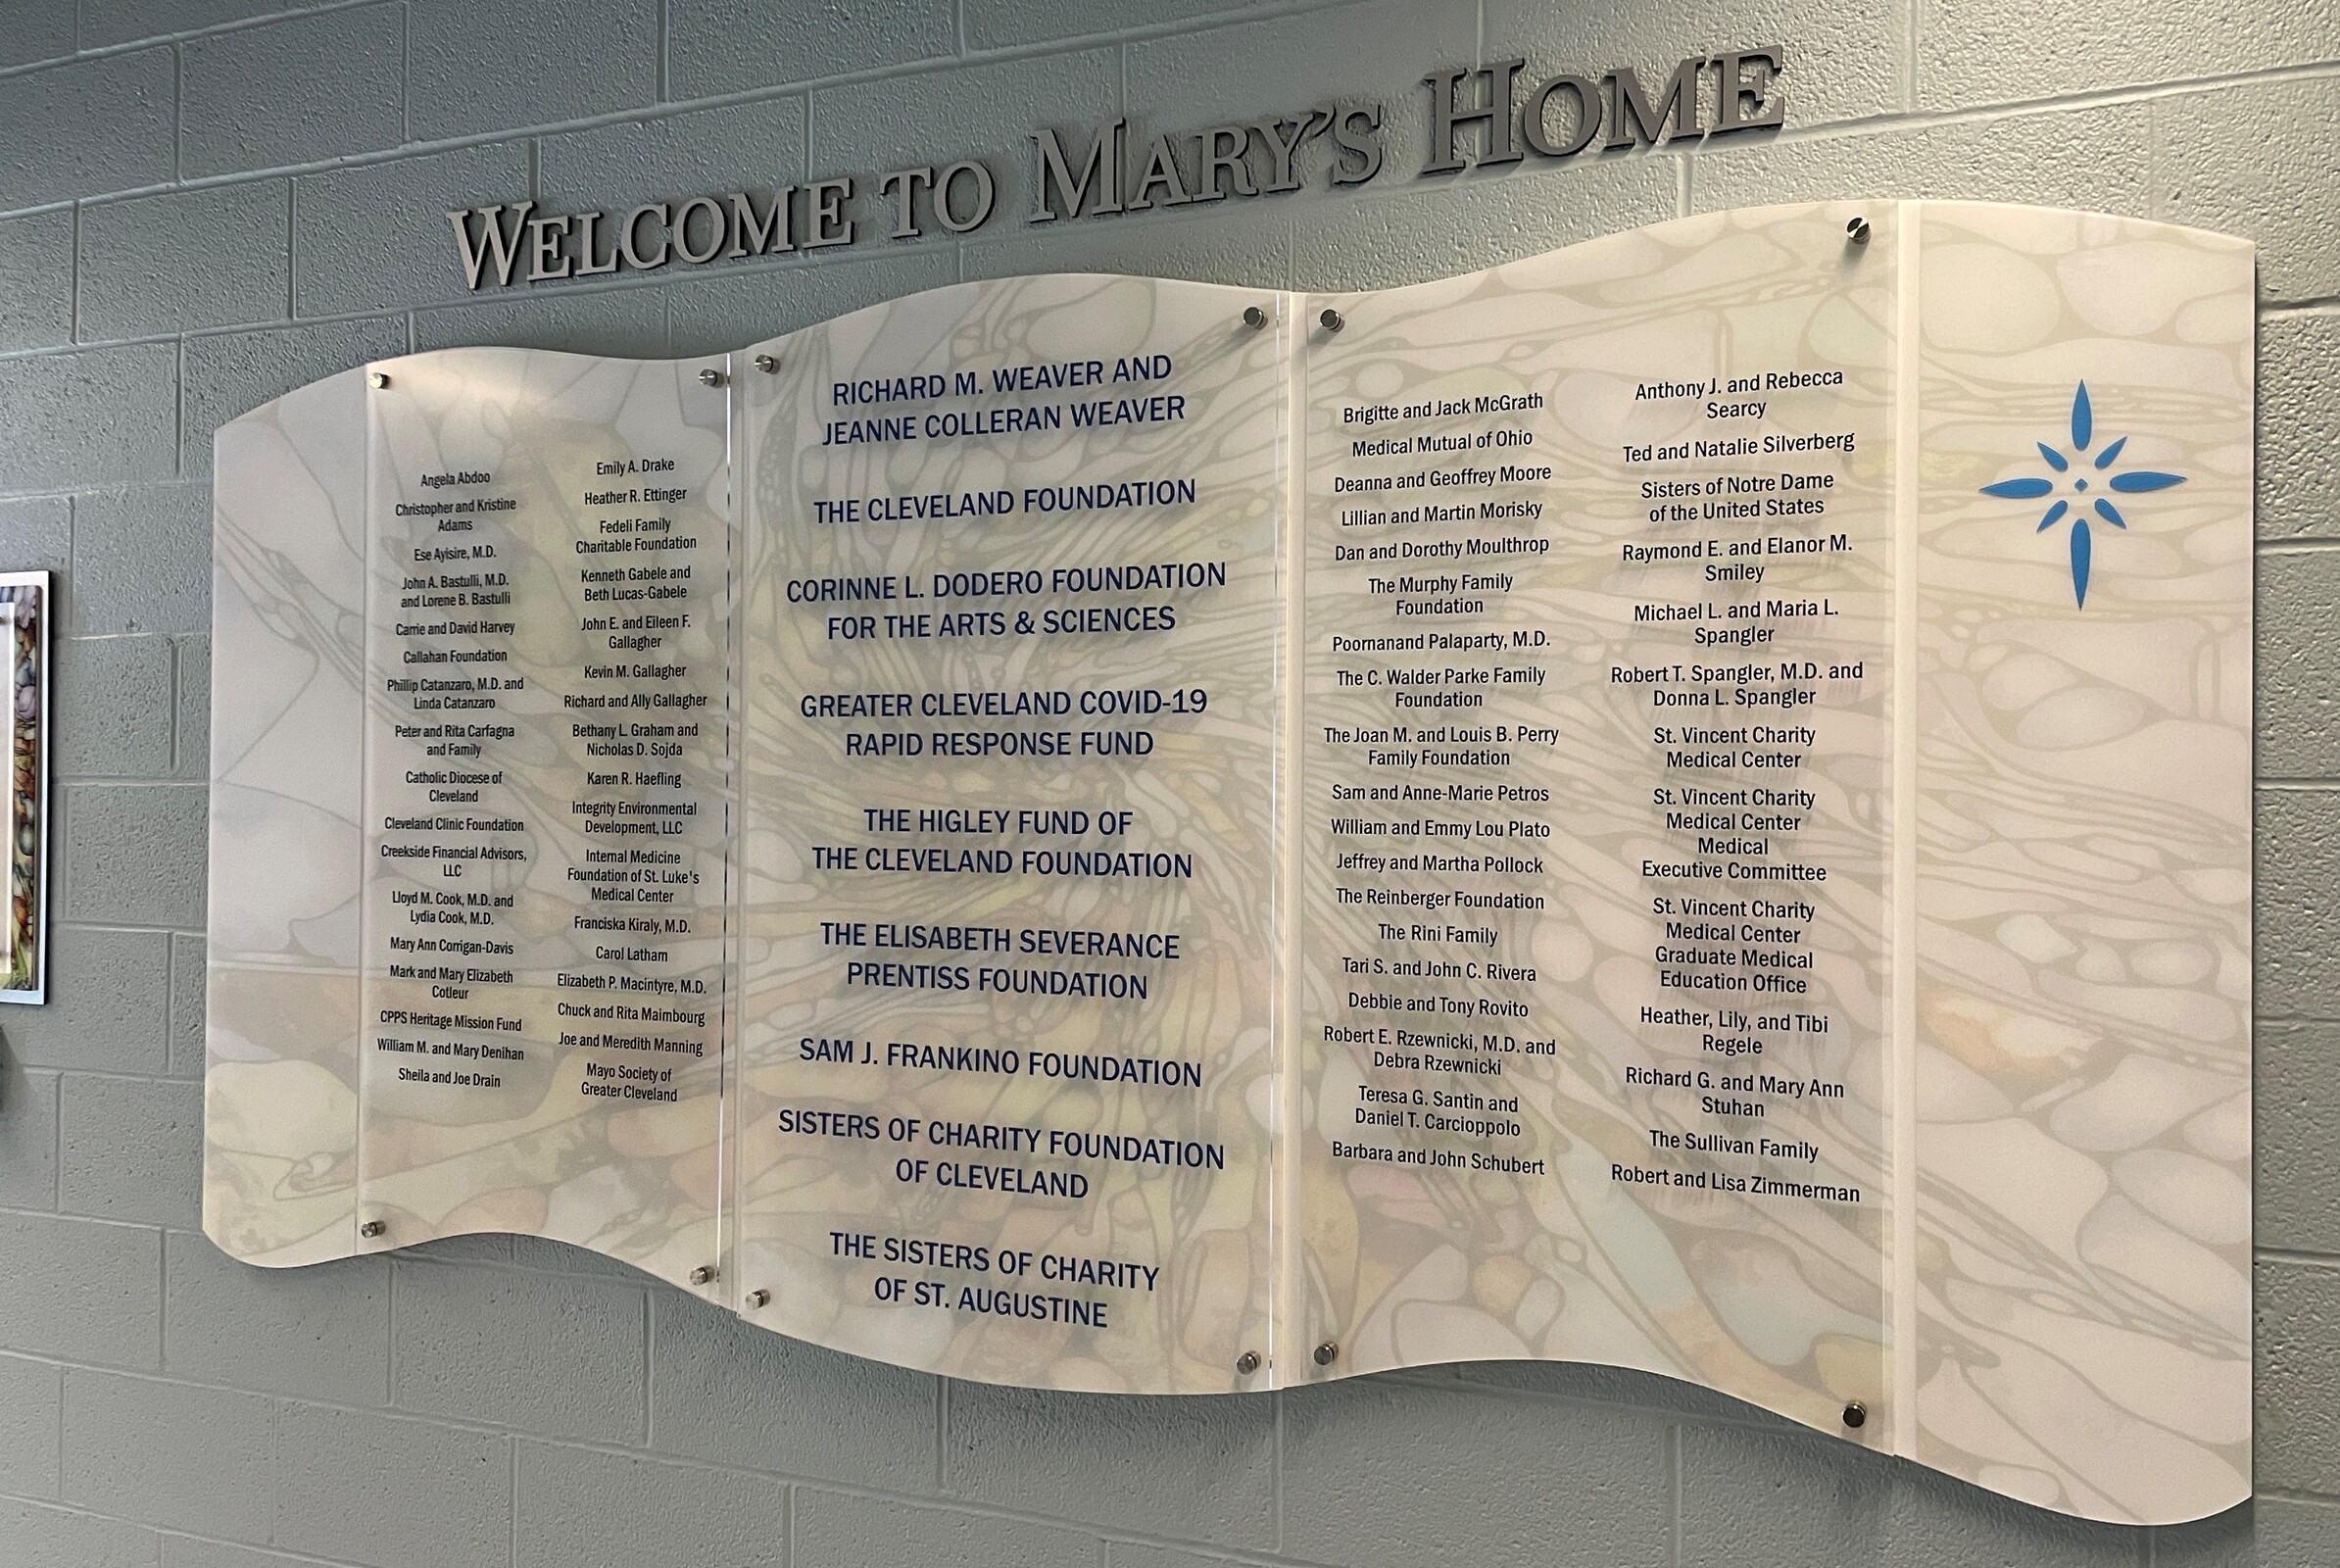 WELCOME TO MARY'S HOME
Angela Abdoo
Christopher and Kristine
Adams
Ese Ayisire, M.D.
John A. Bastulli, M.D.
and Lorene B. Bastulli
Carrie and David Harvey
Callahan Foundation
Phillip Catanzaro, M.D. and
Linda Catanzaro
Peter and Rita Carfagna
and Family
Catholic Diocese of
Cleveland
Cleveland Clinic Foundation
Creekside Financial Advisors,
LLC
Lloyd M. Cook, M.D. and
Lydia Cook, M.D.
Mary Ann Corrigan-Davis
Mark and Mary Elizabeth
Cotleur
CPPS Heritage Mission Fund
William M. and Mary Denihan
Sheila and Joe Drain
Emily A. Drake
Heather R. Ettinger
Fedeli Family
Charitable Foundation
Kenneth Gabele and
Beth Lucas-Gabele
John E. and Eileen F.
Gallagher
Kevin M. Gallagher
Richard and Ally Gallagher
Bethany L. Graham and
Nicholas D. Sojda
Karen R. Haefling
Integrity Environmental
Development, LLC
Internal Medicine
Foundation of St. Luke's
Medical Center
Franciska Kiraly, M.D.
Carol Latham
Elizabeth P. Macintyre, M.D.
Chuck and Rita Maimbourg
Joe and Meredith Manning
Mayo Society of
Greater Cleveland
RICHARD M. WEAVER AND
JEANNE COLLERAN WEAVER
THE CLEVELAND FOUNDATION
CORINNE L. DODERO FOUNDATION
FOR THE ARTS & SCIENCES
GREATER CLEVELAND COVID-19
RAPID RESPONSE FUND
THE HIGLEY FUND OF
THE CLEVELAND FOUNDATION
THE ELISABETH SEVERANCE
PRENTISS FOUNDATION
SAM J. FRANKINO FOUNDATION
SISTERS OF CHARITY FOUNDATION
OF CLEVELAND
THE SISTERS OF CHARITY
OF ST. AUGUSTINE
Brigitte and Jack McGrath
Medical Mutual of Ohio
Deanna and Geoffrey Moore
Lillian and Martin Morisky
Dan and Dorothy Moulthrop
The Murphy Family
Foundation
Poornanand Palaparty, M.D.
The C. Walder Parke Family
Foundation
The Joan M. and Louis B. Perry
Family Foundation
Sam and Anne-Marie Petros
William and Emmy Lou Plato
Jeffrey and Martha Pollock
The Reinberger Foundation
The Rini Family
Tari S. and John C. Rivera
Debbie and Tony Rovito
Robert E. Rzewnicki, M.D. and
Debra Rzewnicki
Teresa G. Santin and
Daniel T. Carcioppolo
Barbara and John Schubert
Anthony J. and Rebecca
Searcy
Ted and Natalie Silverberg
Sisters of Notre Dame
of the United States
Raymond E. and Elanor M.
Smiley
Michael L. and Maria L.
Spangler
Robert T. Spangler, M.D. and
Donna L. Spangler
St. Vincent Charity
Medical Center
St. Vincent Charity
Medical Center
Medical
Executive Committee
St. Vincent Charity
Medical Center
Graduate Medical
Education Office
Heather, Lily, and Tibi
Regele
Richard G. and Mary Ann
Stuhan
The Sullivan Family
Robert and Lisa Zimmerman